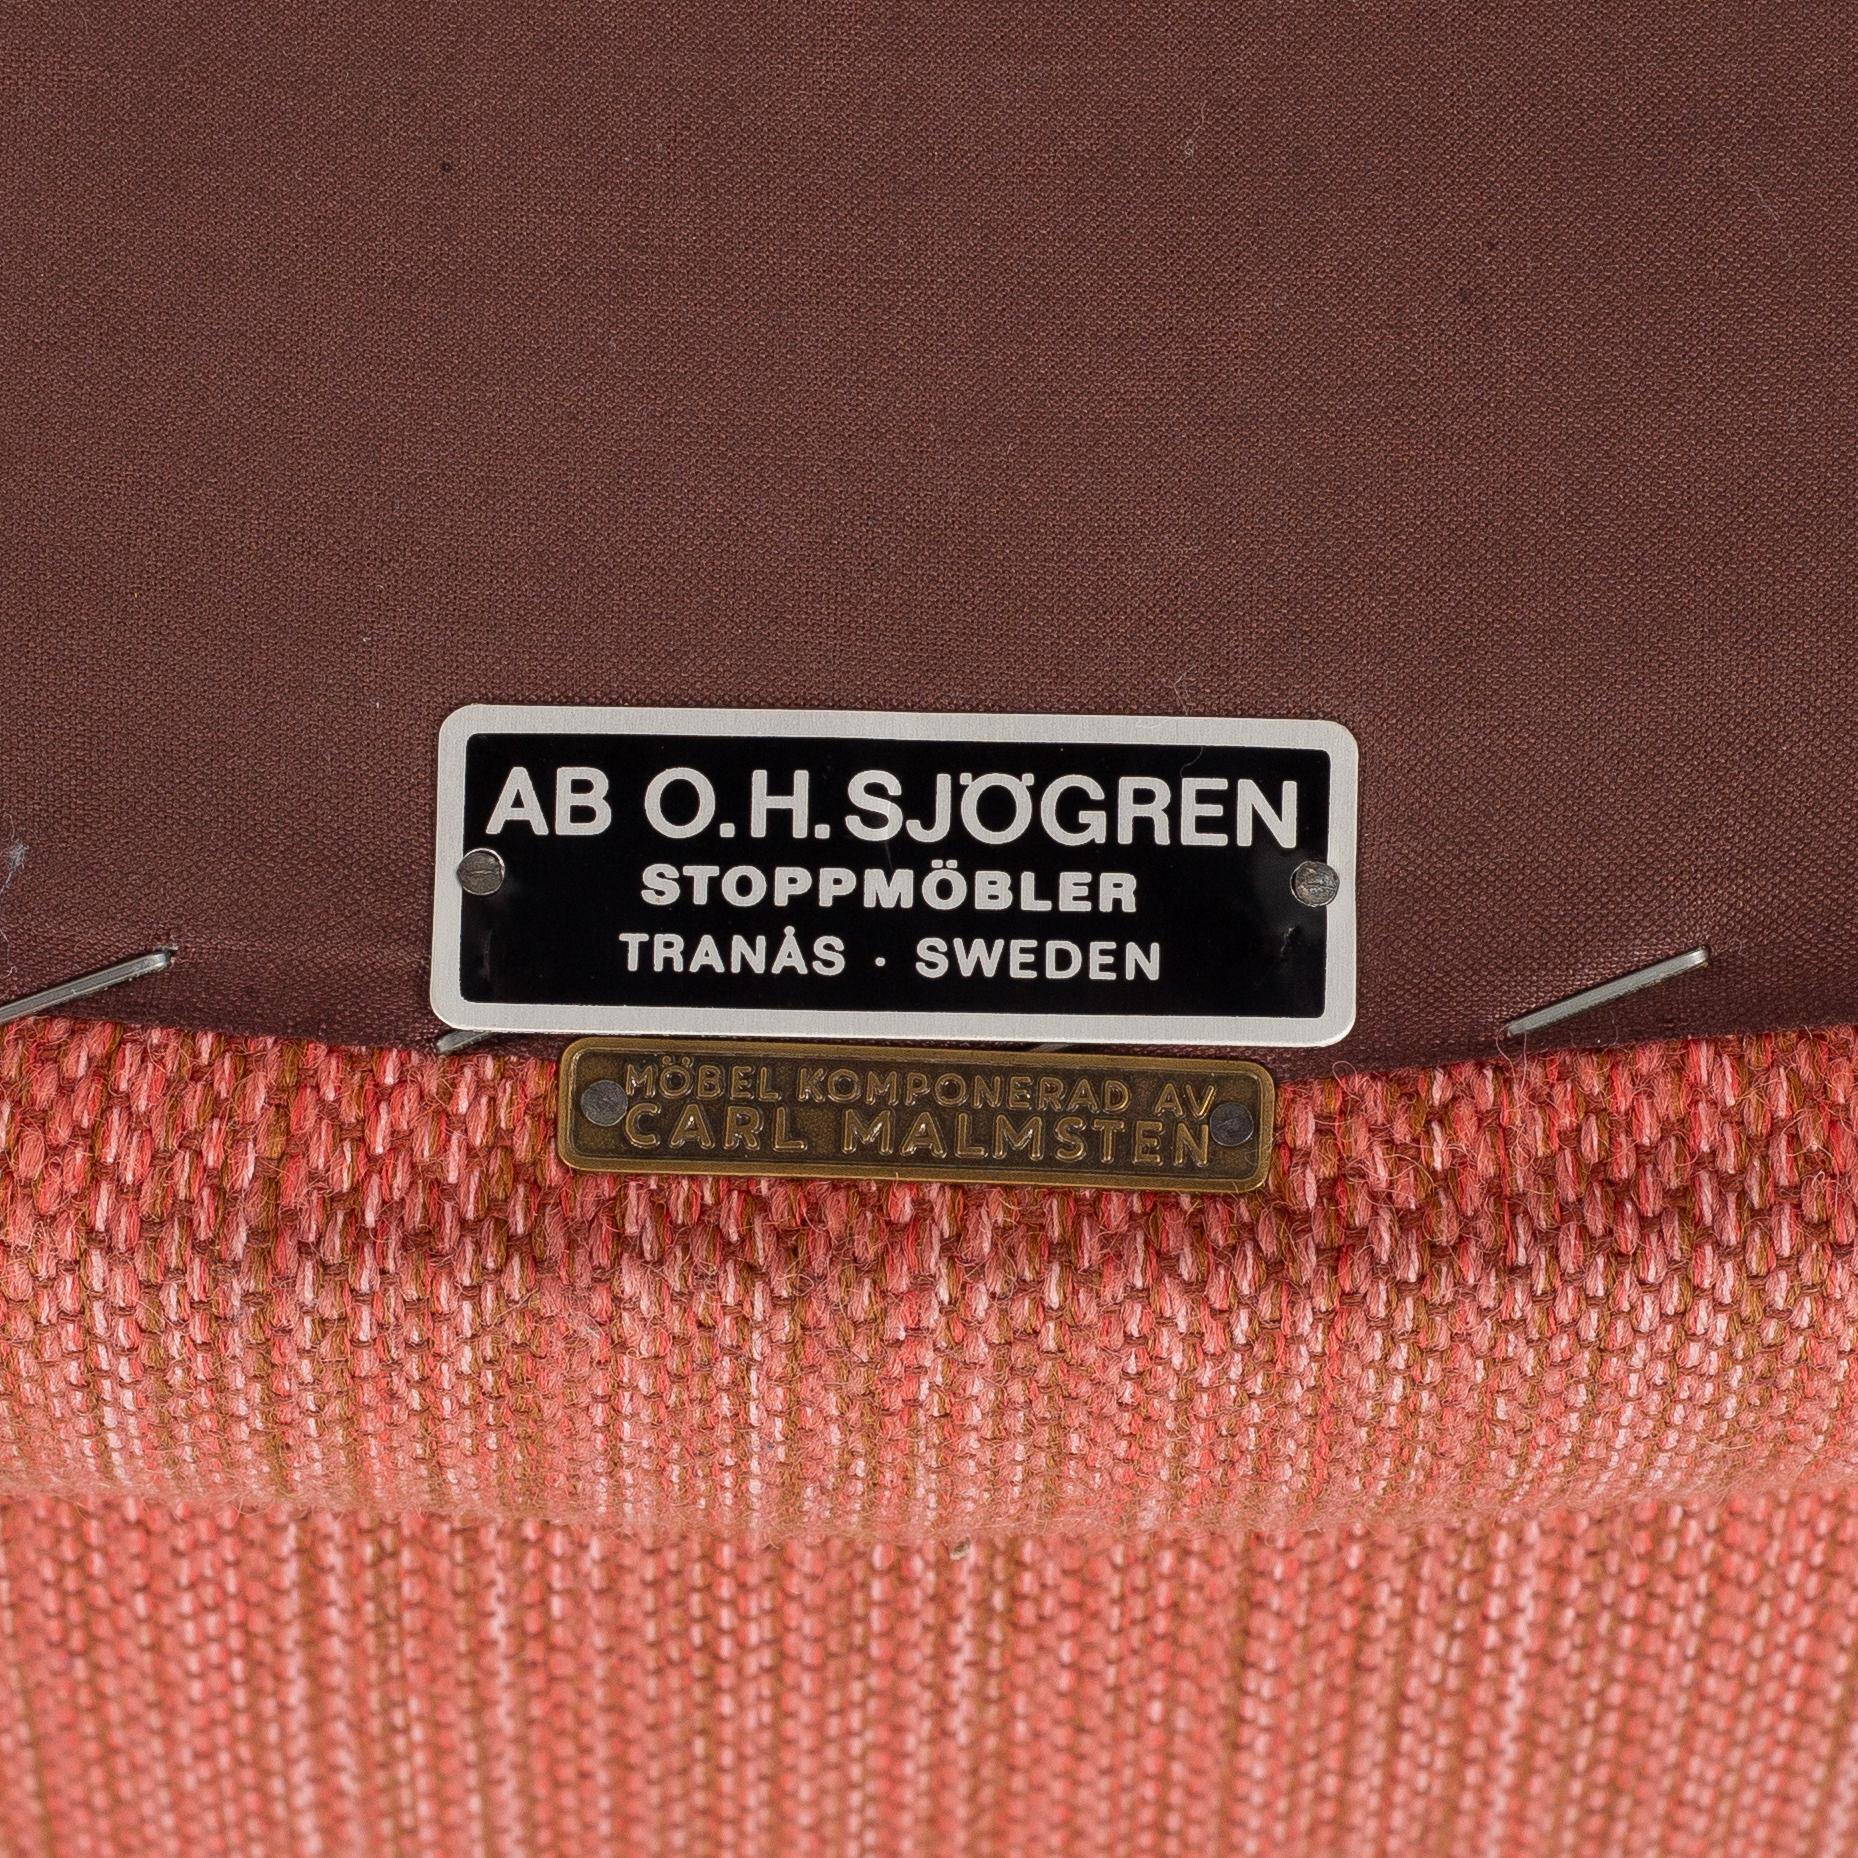 AB O.H.SJÖGREN
STOPPMÖBLER
TRANÅS · SWEDEN
MÖBEL KOMPONERAD AV
CARL MALMSTEN